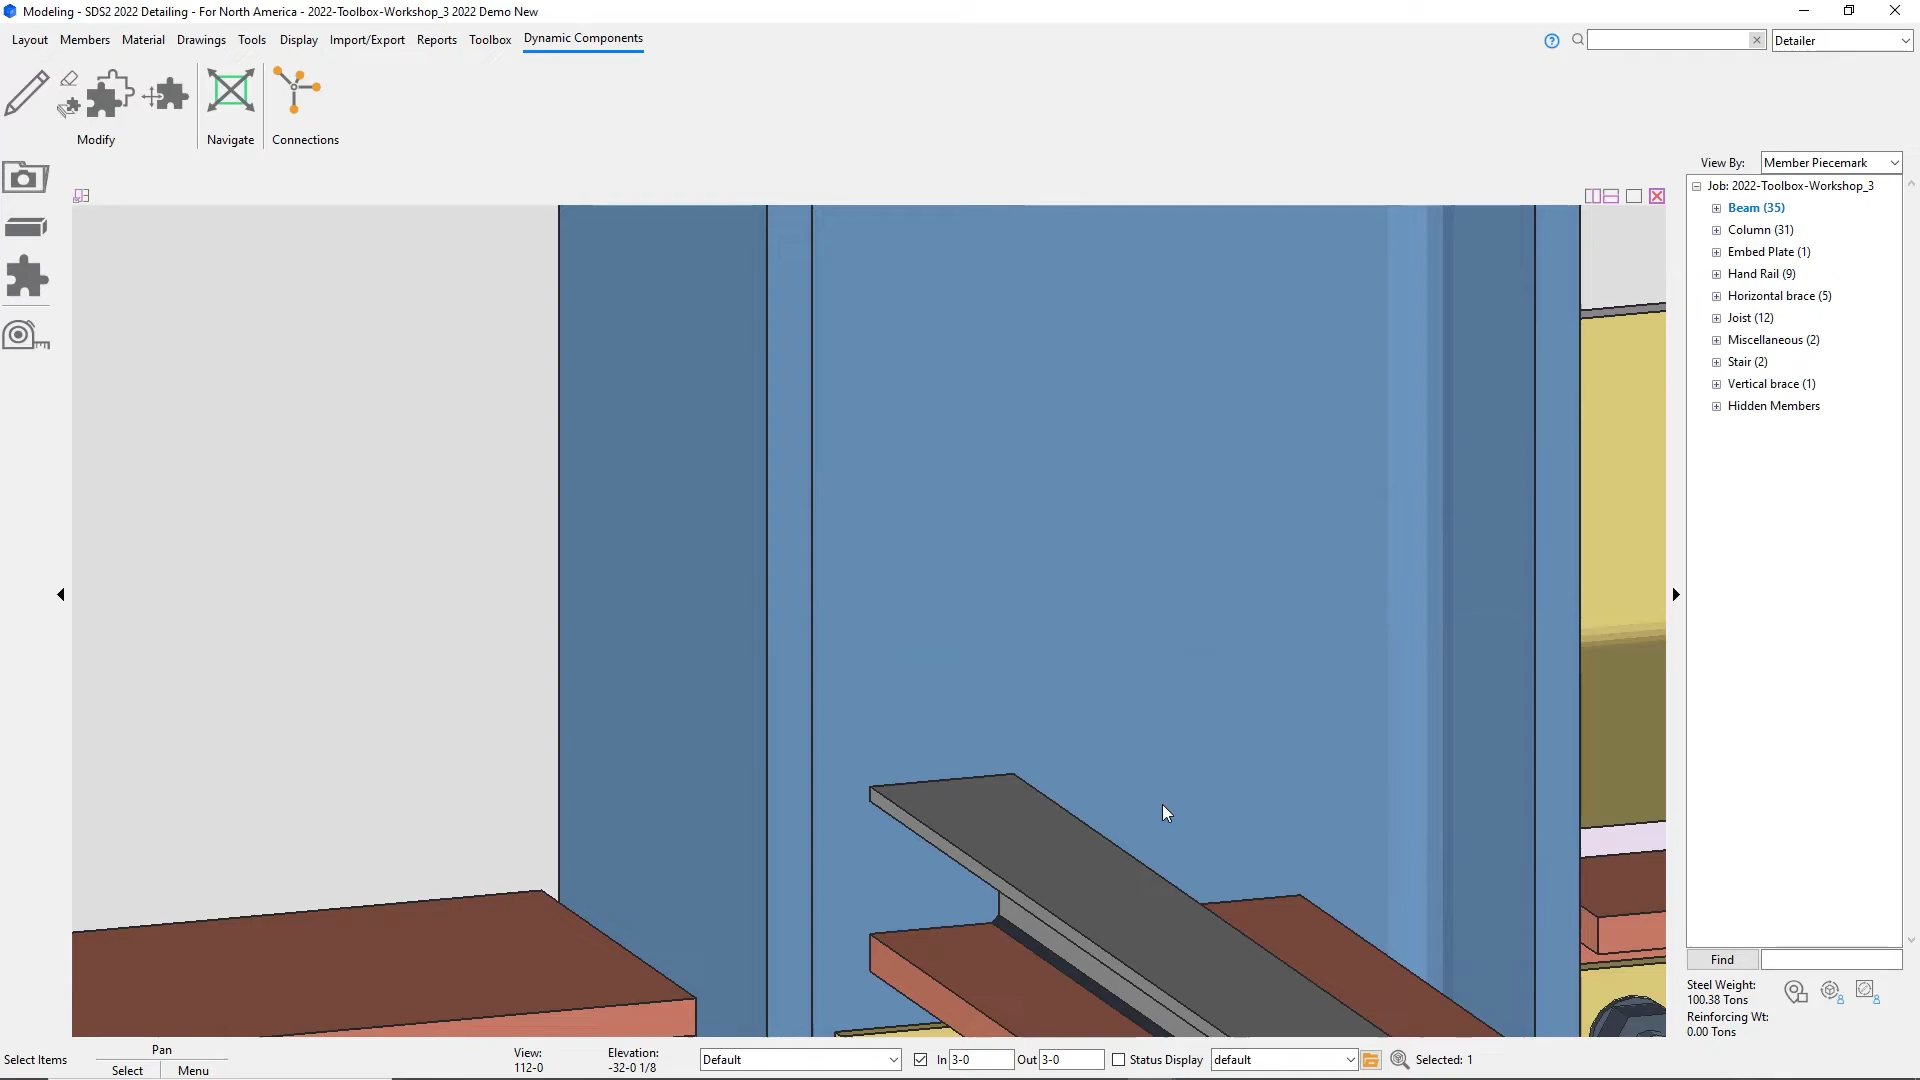 Modeling - SDS2 2022 Detailing - For North America - 2022-Toolbox-Workshop_3 2022 Demo New
Layout Members Material Drawings Tools Display Import/Export Reports Toolbox Dynamic Components
Detailer
Modify Navigate Connections
View By: Member Piecemark
Job: 2022-Toolbox-Workshop_3
Beam (35)
Column (31)
Embed Plate (1)
Hand Rail (9)
Horizontal brace (5)
Joist (12)
Miscellaneous (2)
Stair (2)
Vertical brace (1)
Hidden Members
Find
Steel Weight:
100.38 Tons
Reinforcing Wt:
0.00 Tons
Select Items
Pan
Select Menu
View:
112-0
Elevation:
-32-0 1/8
Default In 3-0 Out 3-0 Status Display default Selected: 1